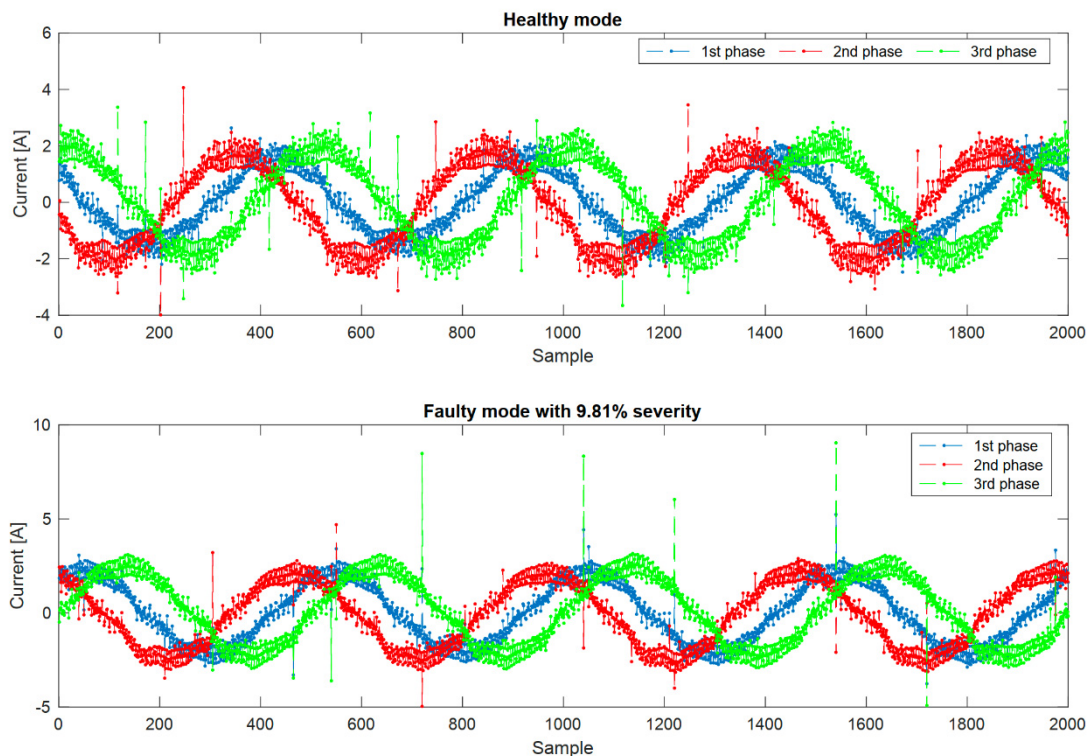 Healthy mode
6
4
2
0
-2
-4
Current [A]
1st phase 2nd phase 3rd phase
0 200 400 600 800 1000 1200 1400 1600 1800 2000
Sample
Faulty mode with 9.81% severity
10
5
0
-5
Current [A]
1st phase
2nd phase
3rd phase
0 200 400 600 800 1000 1200 1400 1600 1800 2000
Sample